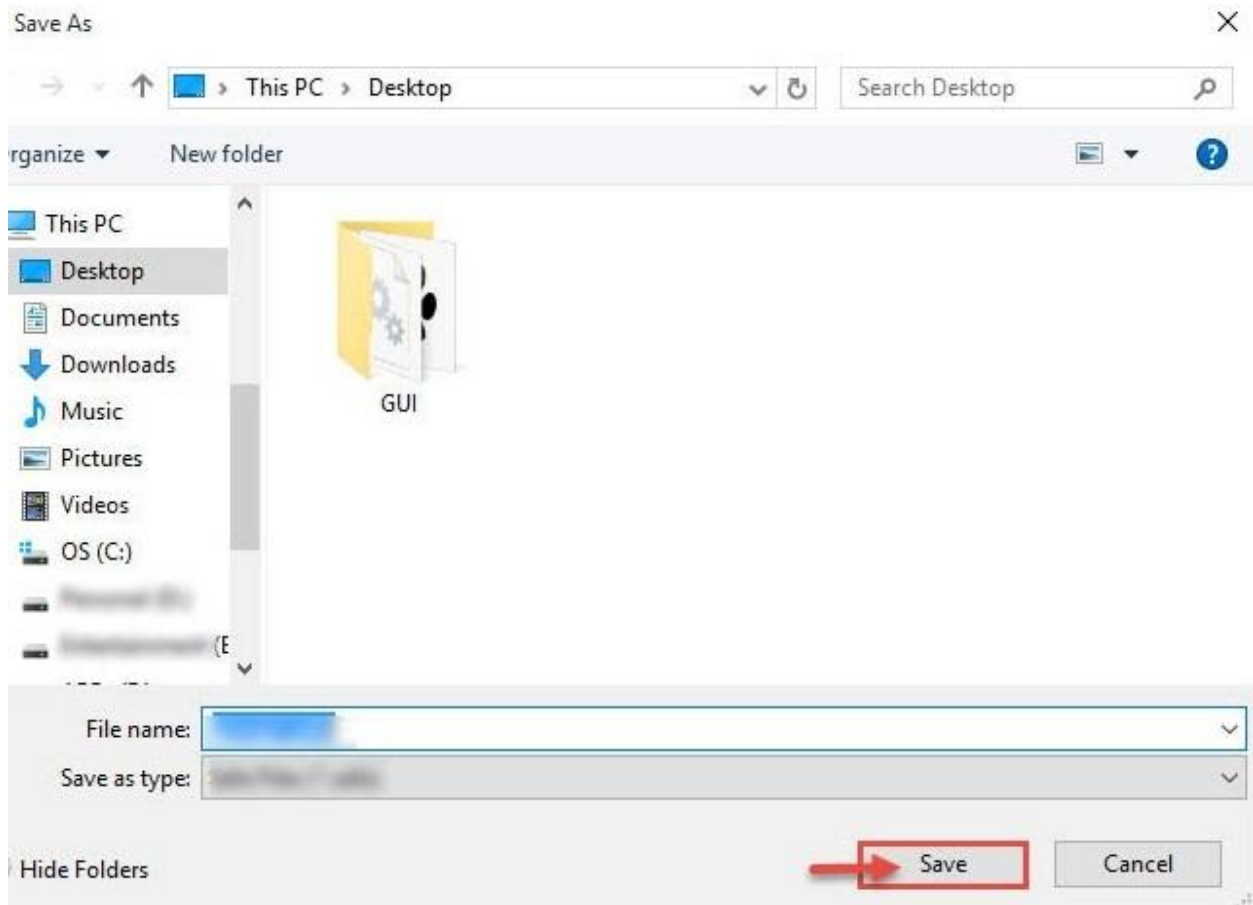 Save As
This PC > Desktop
Search Desktop
rganize
New folder
This PC
Desktop
Documents
Downloads
Music
Pictures
Videos
OS (C:)
(E
GUI
File name:
Save as type:
Hide Folders
Save
Cancel